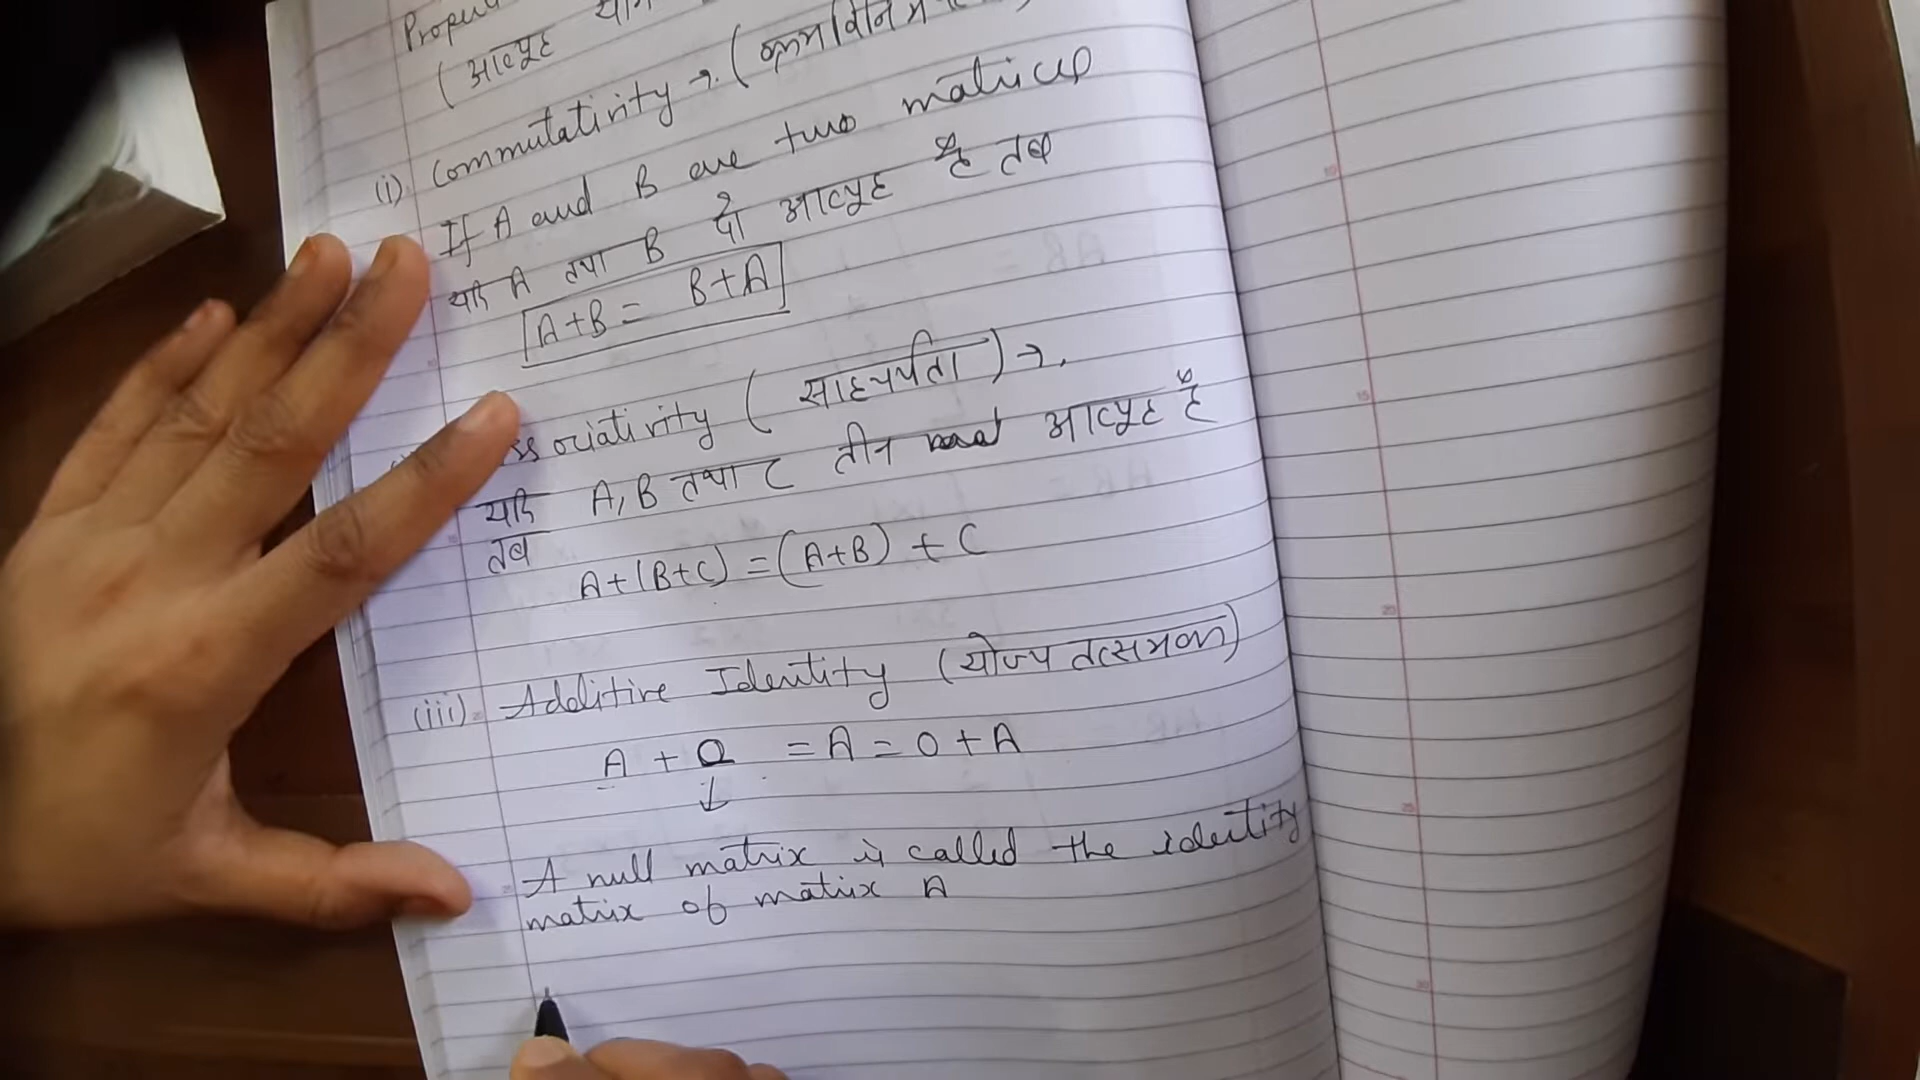 (आव्यूह
(i) Commutativity →. (क्रमविनिमेय
If A and B are two matrices
यदि A तथा B दो आव्यूह हैं तब
A+B = B+A
ssociativity (साहचर्यता) →.
यदि A, B तथा C तीन आव्यूह हैं
तब
A+(B+C) = (A+B) + C
(iii) Additive Identity (योज्य तत्समक)
A + O = A = O + A
↓
A null matrix is called the identity
matrix of matrix A